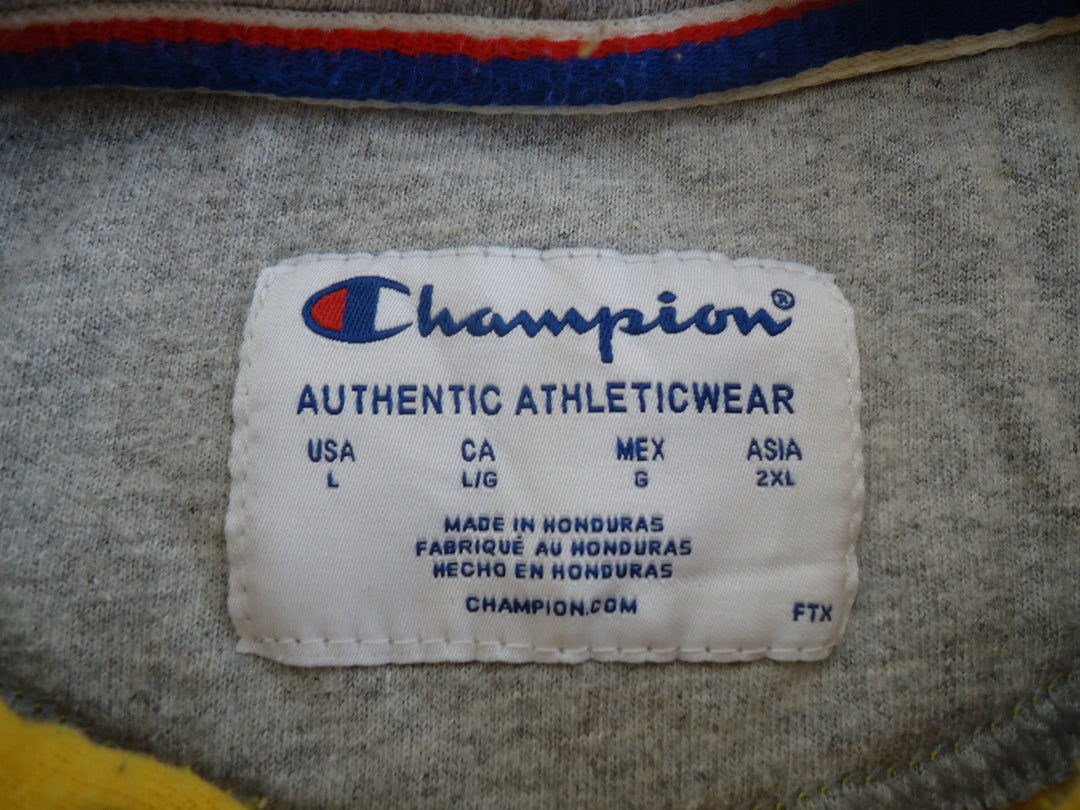 Champion®
AUTHENTIC ATHLETICWEAR
USA CA MEX ASIA
L L/G G 2XL
MADE IN HONDURAS
FABRIQUÉ AU HONDURAS
HECHO EN HONDURAS
CHAMPION.COM
FTX